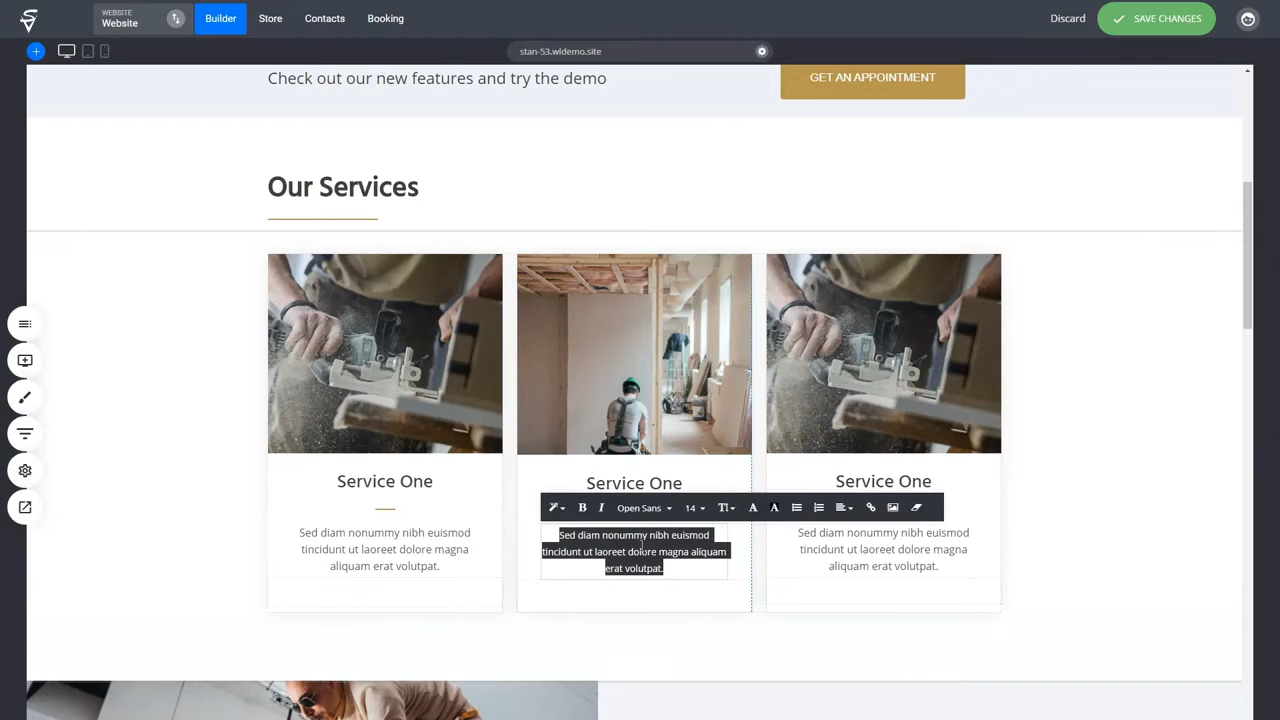 WEBSITE
Website
Builder
Store
Contacts
Booking
Discard
SAVE CHANGES
stan-53.wldemo.site
Check out our new features and try the demo
GET AN APPOINTMENT
Our Services
Service One
Service One
Service One
B
I
Open Sans
14
Sed diam nonummy nibh euismod
tincidunt ut laoreet dolore magna
aliquam erat volutpat.
Sed diam nonummy nibh euismod
tincidunt ut laoreet dolore magna aliquam
erat volutpat.
Sed diam nonummy nibh euismod
tincidunt ut laoreet dolore magna
aliquam erat volutpat.